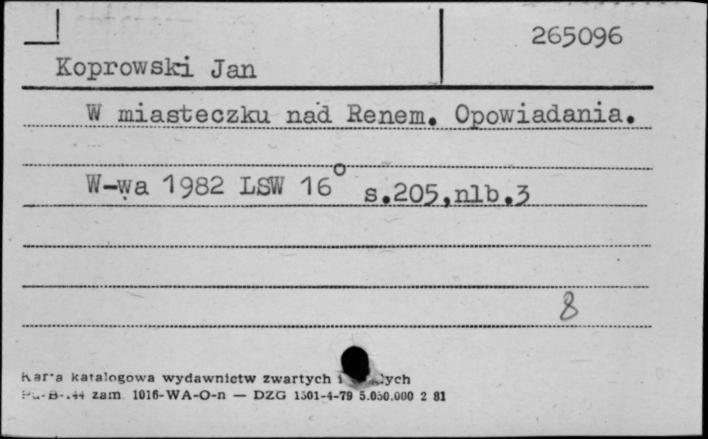 265096
Koprowski Jan
W miasteczku nad Renem. Opowiadania.
W-wa 1982 LSW 16° s.205,nlb.3
8
Karta katalogowa wydawnictw zwartych i
zam. 1016-WA-O-n — DZG 1501-4-79 5.050.000 2 81